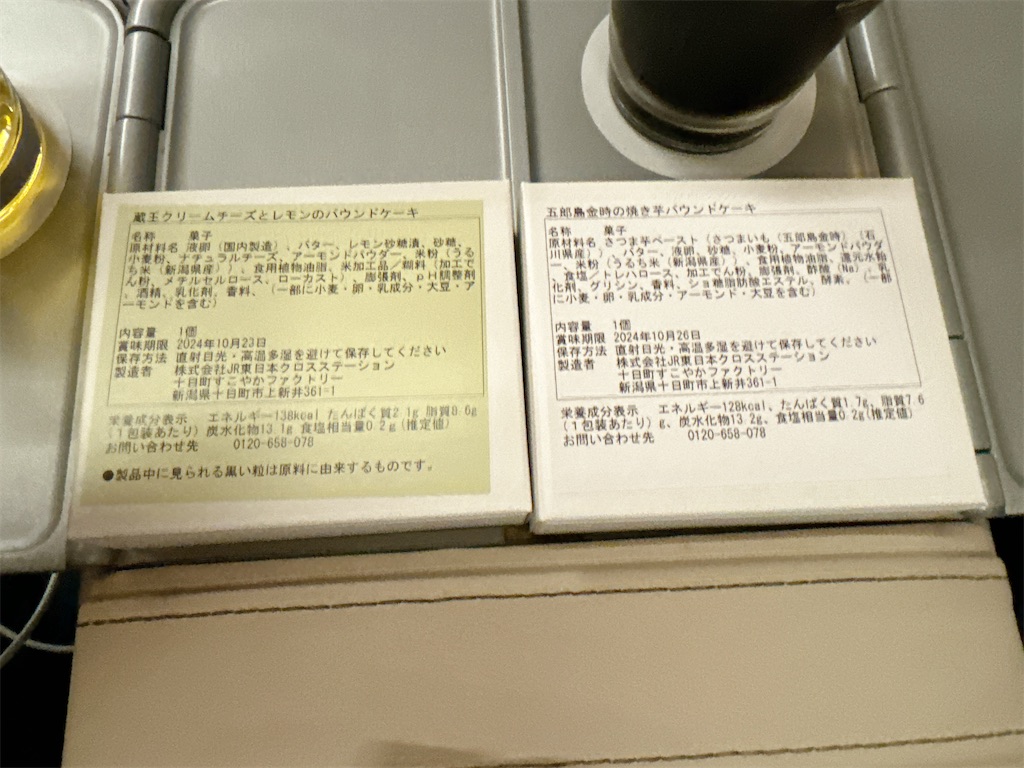 蔵王クリームチーズとレモンのパウンドケーキ
名称　菓子
原材料名　液卵（国内製造）、バター、レモン砂糖漬、砂糖、
小麦粉、ナチュラルチーズ、アーモンドパウダー、米粉（うる
ち米（新潟県産））、食用植物油脂、米加工品／糊料（加工で
ん粉、メチルセルロース、ローカスト）、膨張剤、ｐＨ調整剤
、酒精、乳化剤、香料、（一部に小麦・卵・乳成分・大豆・ア
ーモンドを含む）
内容量　1個
賞味期限　2024年10月23日
保存方法　直射日光・高温多湿を避けて保存してください
製造者　株式会社JR東日本クロスステーション
十日町すこやかファクトリー
新潟県十日町市上新井361-1
栄養成分表示　エネルギー138kcal たんぱく質2.1g 脂質8.6g
（１包装あたり）炭水化物13.1g 食塩相当量0.2g（推定値）
お問い合わせ先　0120-658-078
●製品中に見られる黒い粒は原料に由来するものです。
五郎島金時の焼き芋パウンドケーキ
名称　菓子
原材料名　さつま芋ペースト（さつまいも（五郎島金時）（石
川県産））、バター、液卵、砂糖、小麦粉、アーモンドパウダ
ー、米粉（うるち米（新潟県産））、食用植物油脂、還元水飴
、食塩／トレハロース、加工でん粉、膨張剤、酢酸（Na）、乳
化剤、グリシン、香料、ショ糖脂肪酸エステル、酵素、（一部
に小麦・卵・乳成分・アーモンド・大豆を含む）
内容量　1個
賞味期限　2024年10月26日
保存方法　直射日光・高温多湿を避けて保存してください
製造者　株式会社JR東日本クロスステーション
十日町すこやかファクトリー
新潟県十日町市上新井361-1
栄養成分表示　エネルギー128kcal、たんぱく質1.7g、脂質7.6
（１包装あたり）g、炭水化物13.2g、食塩相当量0.2g（推定値）
お問い合わせ先　0120-658-078